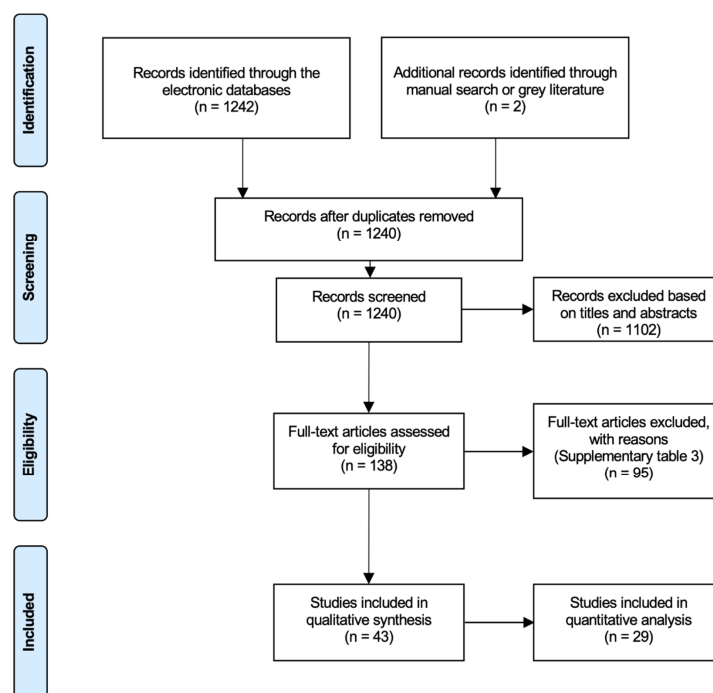 Identification
Records identified through the
electronic databases
(n = 1242)
Additional records identified through
manual search or grey literature
(n = 2)
Screening
Records after duplicates removed
(n = 1240)
Records screened
(n = 1240)
Records excluded based
on titles and abstracts
(n = 1102)
Eligibility
Full-text articles assessed
for eligibility
(n = 138)
Full-text articles excluded,
with reasons
(Supplementary table 3)
(n = 95)
Included
Studies included in
qualitative synthesis
(n = 43)
Studies included in
quantitative analysis
(n = 29)